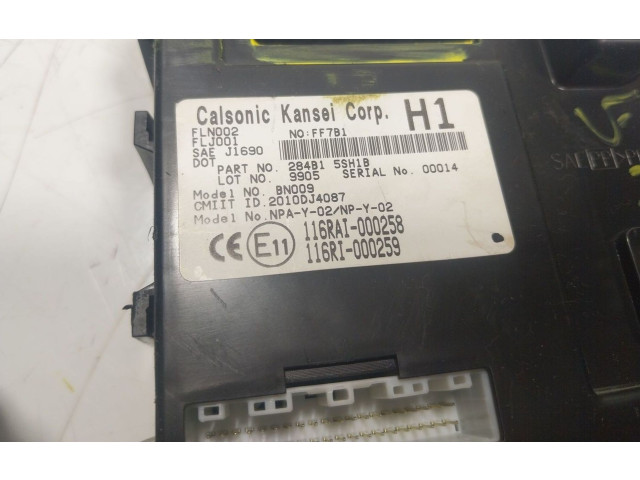 Calsonic Kansei Corp. H1
FLN002 NO:FF7B1
FLJ001
SAE J1690
DOT
PART NO. 284B1 5SH1B
LOT NO. 9905 SERIAL No. 00014
Model No. BN009
CMIIT ID.2010DJ4087
Model No.NPA-Y-02/NP-Y-02
CE E11 116RAI-000258
116RI-000259